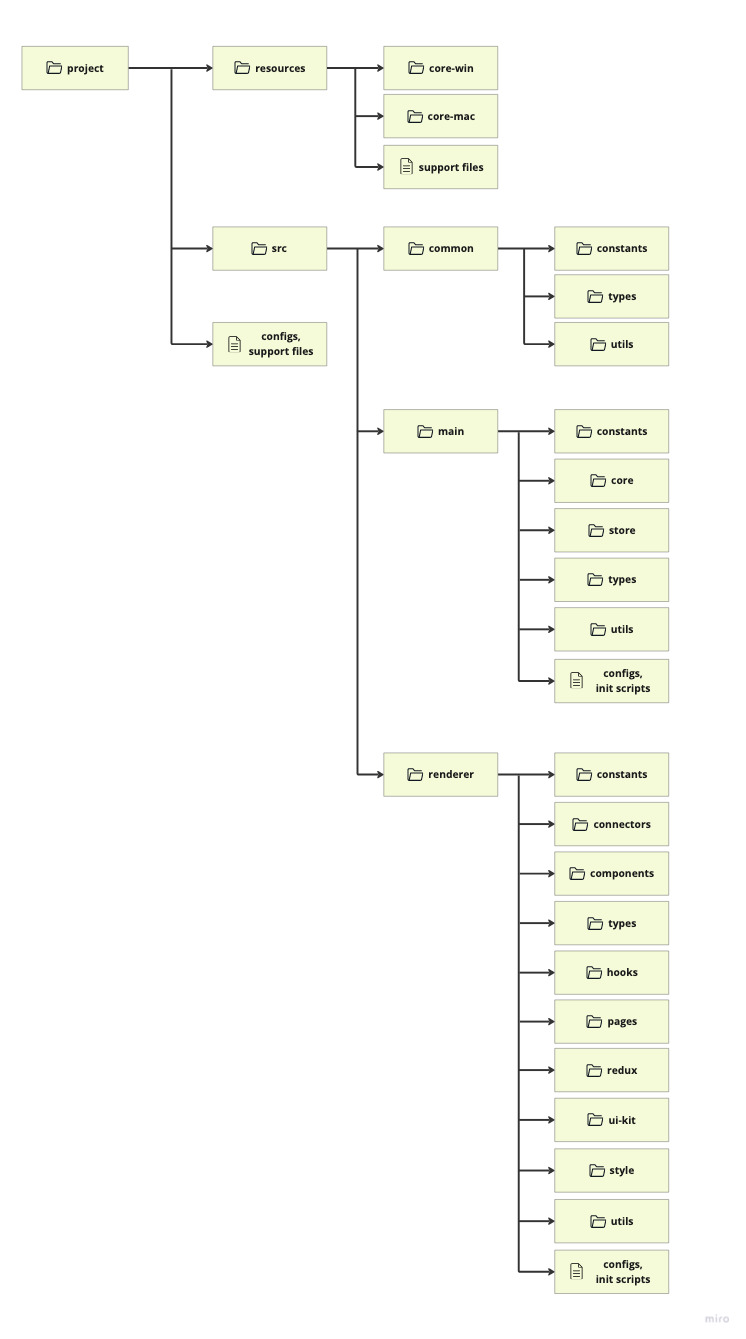 project
resources
core-win
core-mac
support files
src
common
constants
types
utils
configs,
support files
main
constants
core
store
types
utils
configs,
init scripts
renderer
constants
connectors
components
types
hooks
pages
redux
ui-kit
style
utils
configs,
init scripts
miro